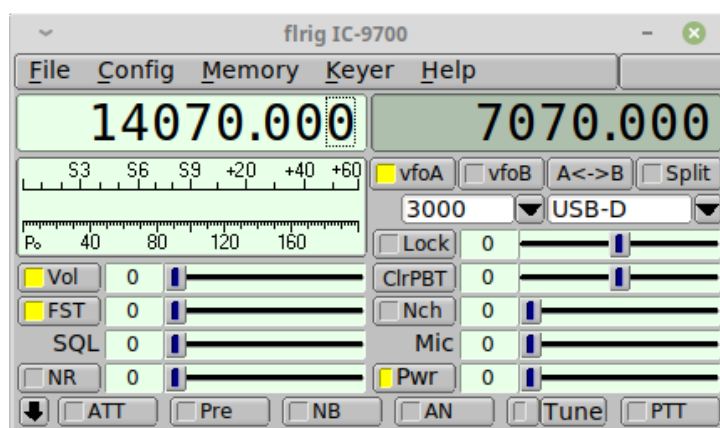 flrig IC-9700
File Config Memory Keyer Help
14070.000 7070.000
S3 S6 S9 +20 +40 +60
vfoA vfoB A<->B Split
3000 USB-D
Po 40 80 120 160
Lock 0
Vol 0 ClrPBT 0
FST 0 Nch 0
SQL 0 Mic 0
NR 0 Pwr 0
ATT Pre NB AN Tune PTT